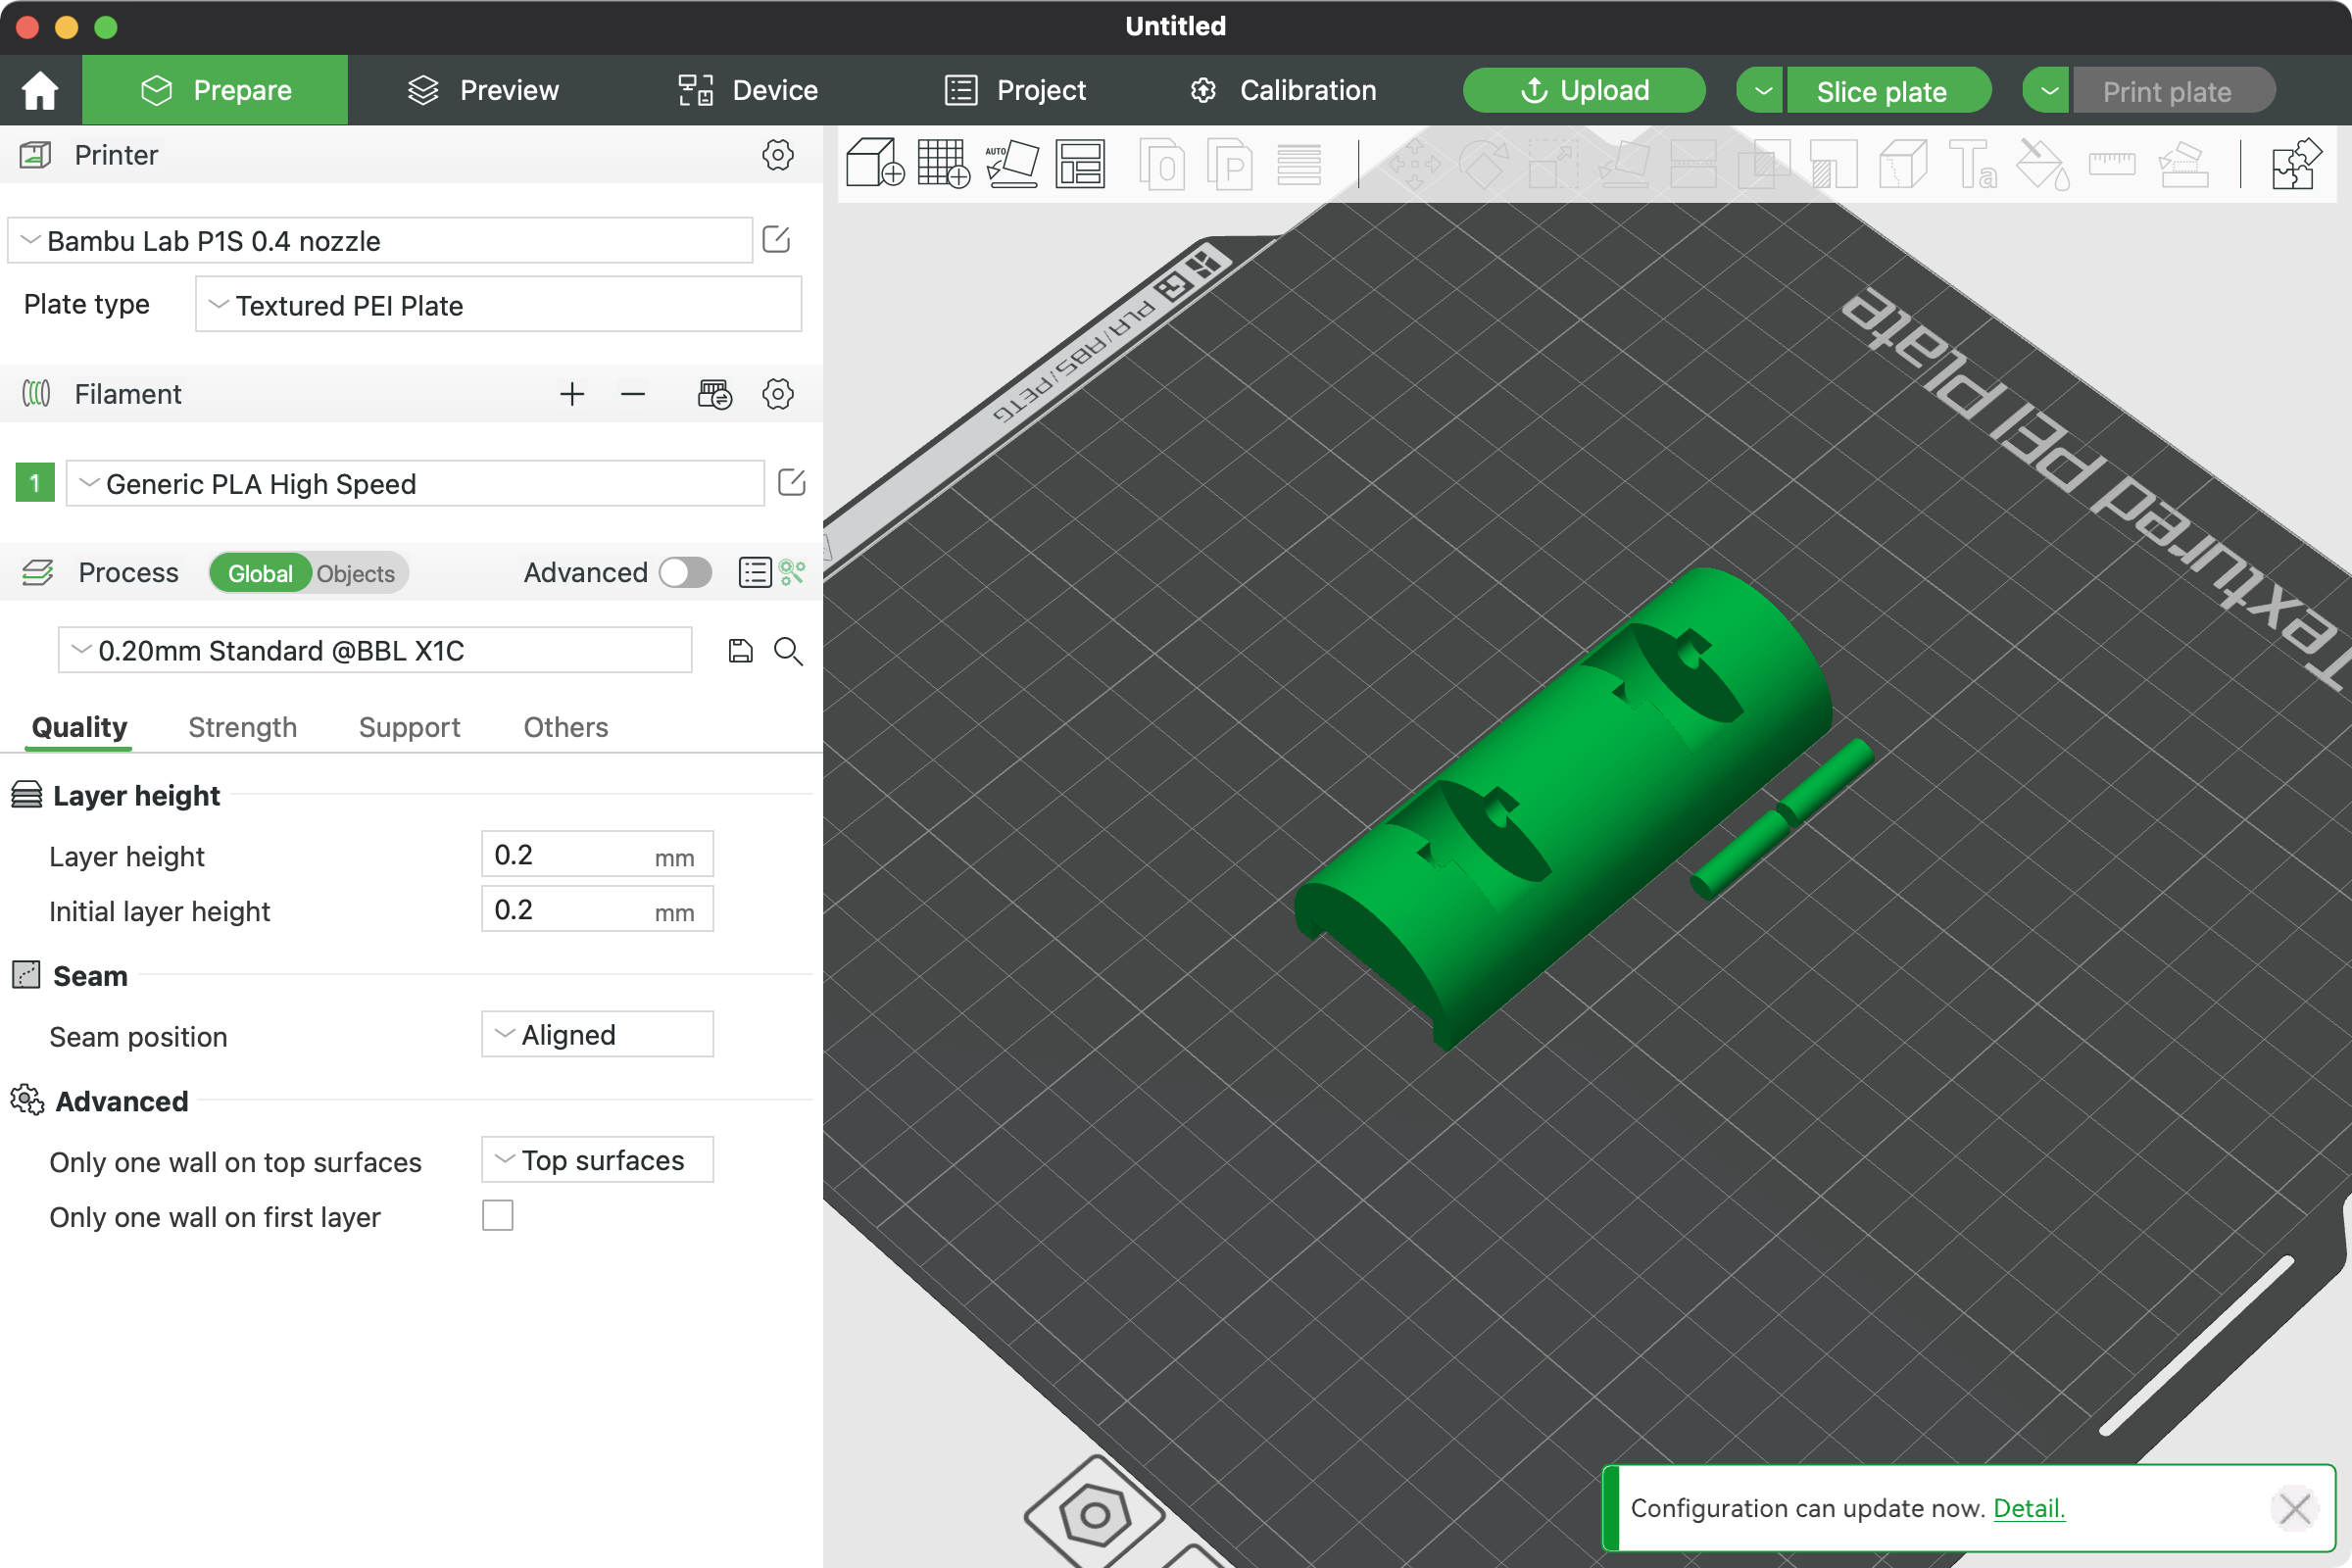 Untitled
Prepare
Preview
Device
Project
Calibration
Upload
Slice plate
Print plate
Printer
Bambu Lab P1S 0.4 nozzle
Plate type
Textured PEI Plate
Filament
1
Generic PLA High Speed
Process
Global
Objects
Advanced
0.20mm Standard @BBL X1C
Quality
Strength
Support
Others
Layer height
Layer height
0.2 mm
Initial layer height
0.2 mm
Seam
Seam position
Aligned
Advanced
Only one wall on top surfaces
Top surfaces
Only one wall on first layer
AUTO
O
P
Ta
PLA/ABS/PETG
Textured PEI Plate
Configuration can update now. Detail.